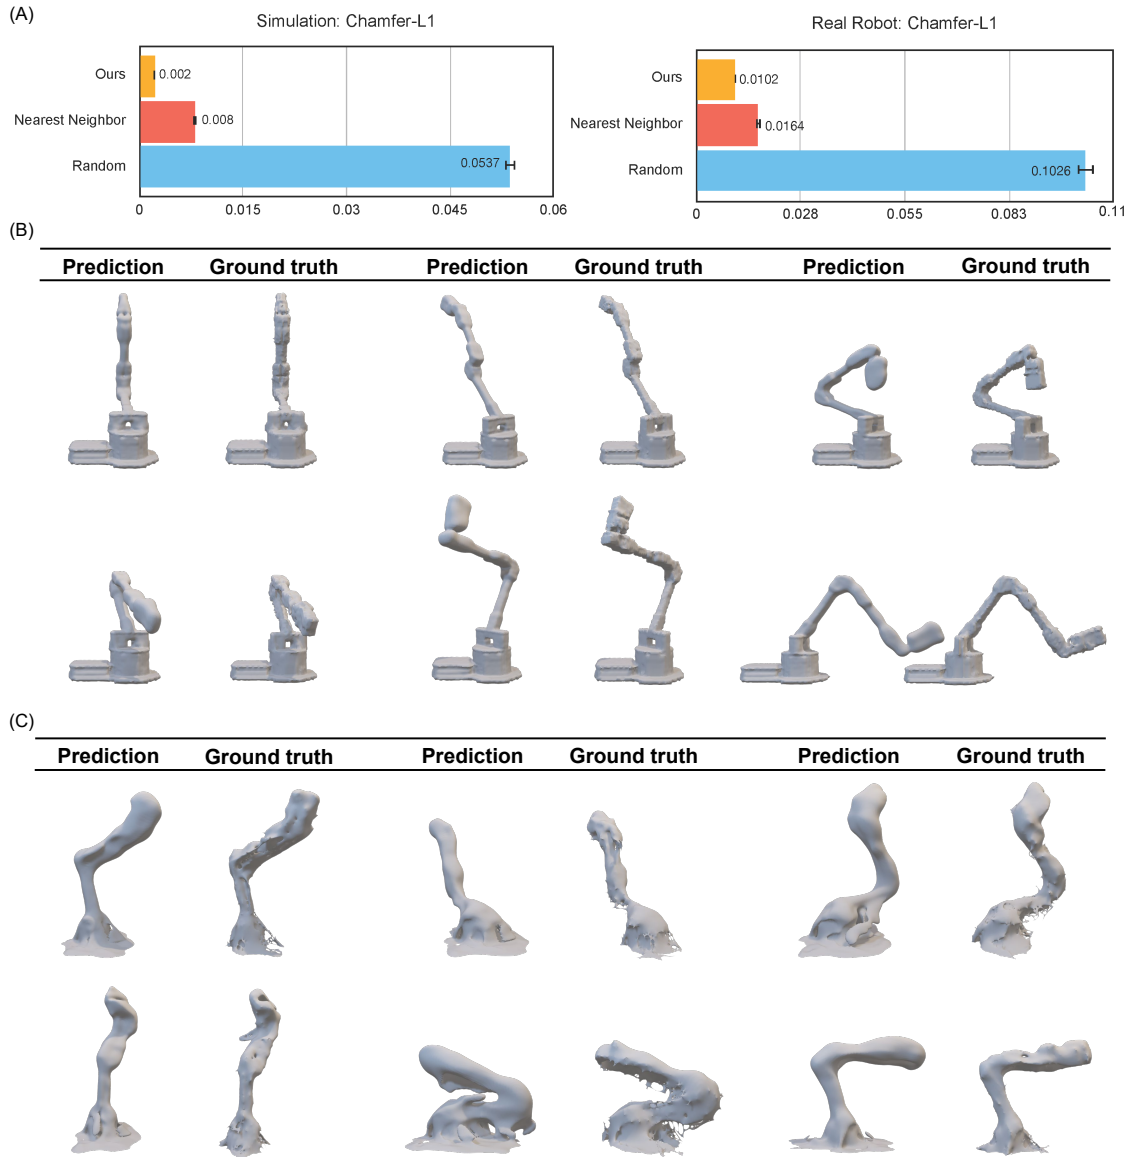 (A)
Simulation: Chamfer-L1
Ours
0.002
Nearest Neighbor
0.008
Random
0.0537
0 0.015 0.03 0.045 0.06
Real Robot: Chamfer-L1
Ours
0.0102
Nearest Neighbor
0.0164
Random
0.1026
0 0.028 0.055 0.083 0.11
(B)
Prediction Ground truth Prediction Ground truth Prediction Ground truth
(C)
Prediction Ground truth Prediction Ground truth Prediction Ground truth